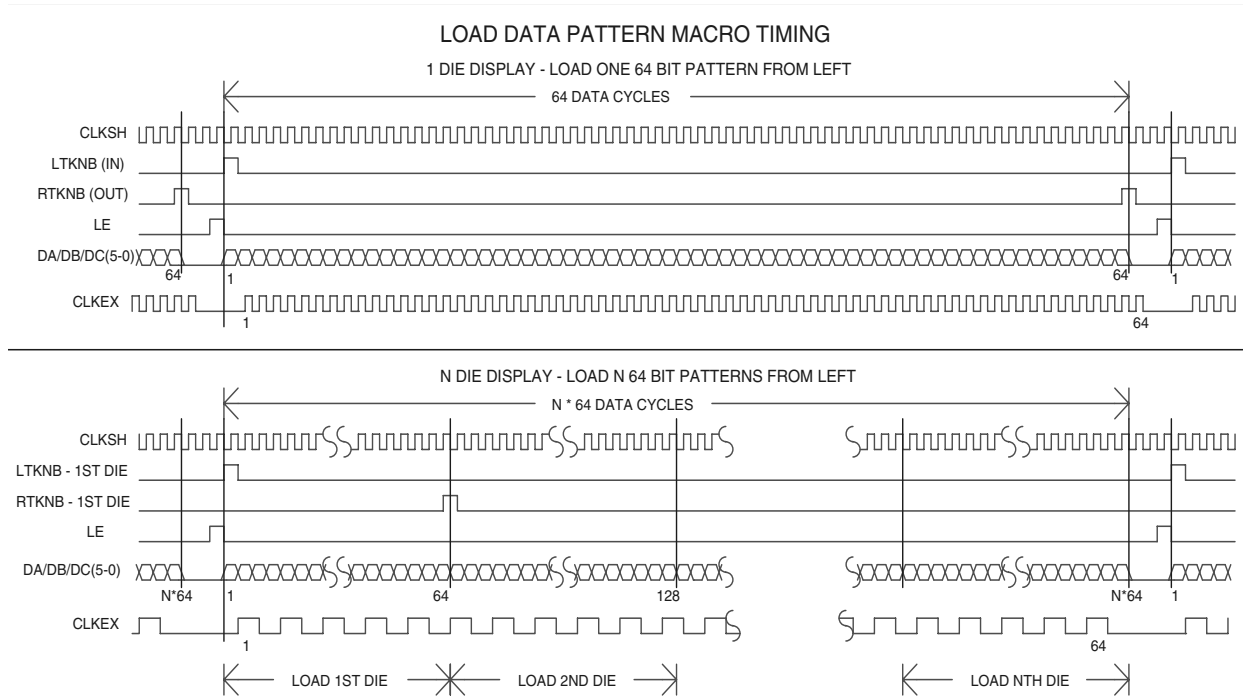 LOAD DATA PATTERN MACRO TIMING
1 DIE DISPLAY - LOAD ONE 64 BIT PATTERN FROM LEFT
64 DATA CYCLES
CLKSH
LTKNB (IN)
RTKNB (OUT)
LE
DA/DB/DC(5-0)
64 1 64 1
CLKEX
1 64
N DIE DISPLAY - LOAD N 64 BIT PATTERNS FROM LEFT
N * 64 DATA CYCLES
CLKSH
LTKNB - 1ST DIE
RTKNB - 1ST DIE
LE
DA/DB/DC(5-0)
N*64 1 64 128 N*64 1
CLKEX
1 64
LOAD 1ST DIE LOAD 2ND DIE LOAD NTH DIE